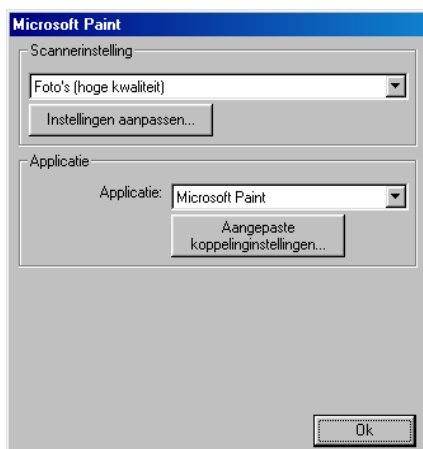 Microsoft Paint
Scannerinstelling
Foto's (hoge kwaliteit)
Instellingen aanpassen...
Applicatie
Applicatie: Microsoft Paint
Aangepaste
koppelinginstellingen...
Ok